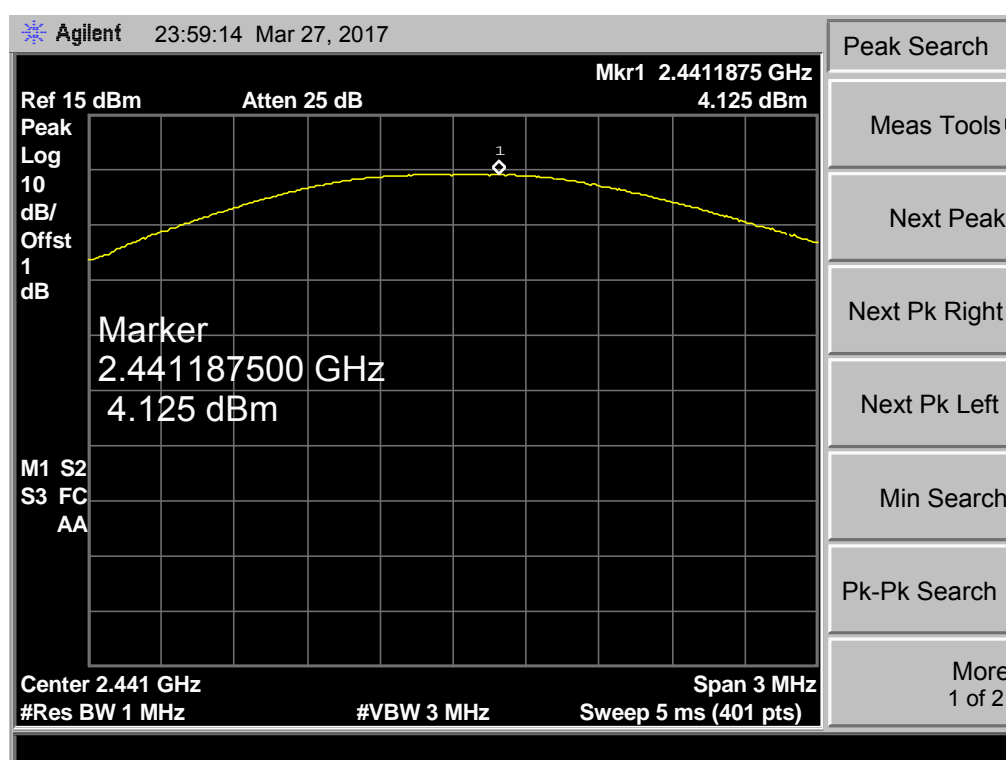 Agilent 23:59:14 Mar 27, 2017
Peak Search
Mkr1 2.4411875 GHz
Ref 15 dBm Atten 25 dB 4.125 dBm
Peak
Log
10
dB/
Offst
1
dB
1
Marker
2.441187500 GHz
4.125 dBm
M1 S2
S3 FC
AA
Center 2.441 GHz Span 3 MHz
#Res BW 1 MHz #VBW 3 MHz Sweep 5 ms (401 pts)
Meas Tools
Next Peak
Next Pk Right
Next Pk Left
Min Search
Pk-Pk Search
More
1 of 2